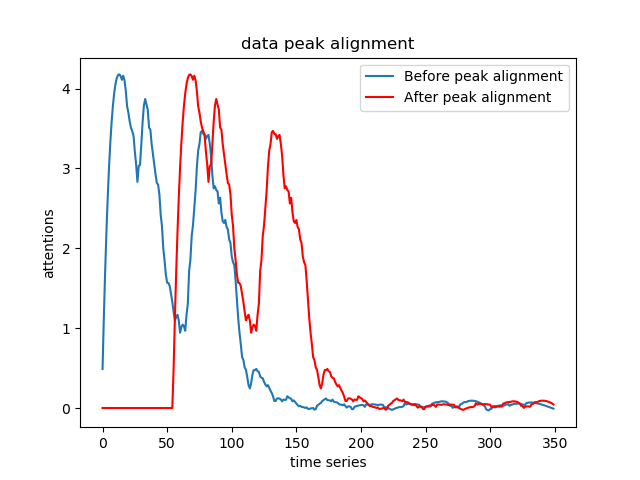 data peak alignment
Before peak alignment
After peak alignment
attentions
4
3
2
1
0
0 50 100 150 200 250 300 350
time series